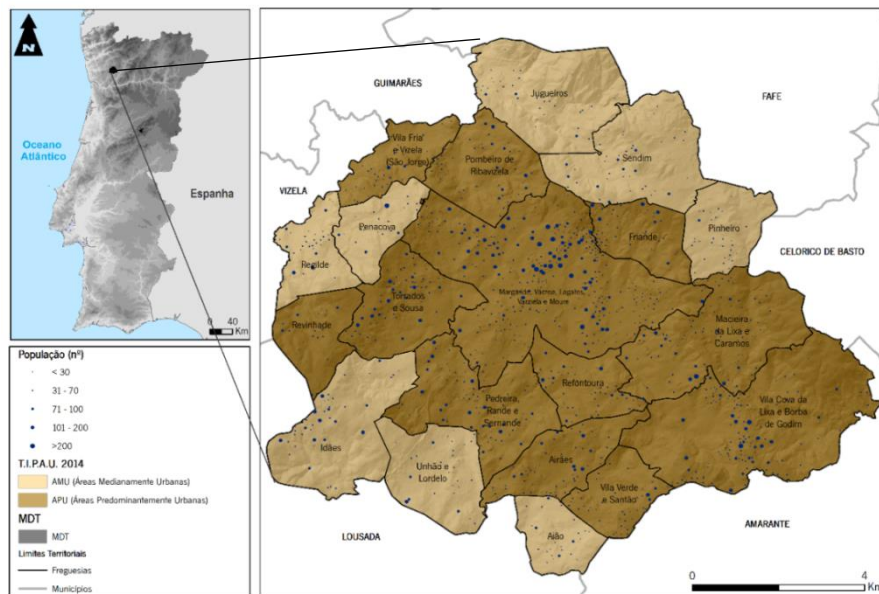 N
Oceano
Atlântico
Espanha
0 40
Km
População (nº)
< 30
31 - 70
71 - 100
101 - 200
>200
T.I.P.A.U. 2014
AMU (Áreas Medianamente Urbanas)
APU (Áreas Predominantemente Urbanas)
MDT
MDT
Limites Territoriais
Freguesias
Municípios
GUIMARÃES
FAFE
VIZELA
CELORICO DE BASTO
LOUSADA
AMARANTE
Jugueiros
Vila Fria
e Vizela
(São Jorge)
Pombeiro de
Ribavizela
Sendim
Penacova
Friande
Pinheiro
Regilde
Torrados
e Sousa
Margaride, Várzea, Lagares,
Varziela e Moure
Revinhade
Macieira
da Lixa e
Caramos
Refontoura
Pedreira,
Rande e
Sernande
Vila Cova da
Lixa e Borba
de Godim
Idães
Unhão e
Lordelo
Airães
Vila Verde
e Santão
Aião
0 4
Km